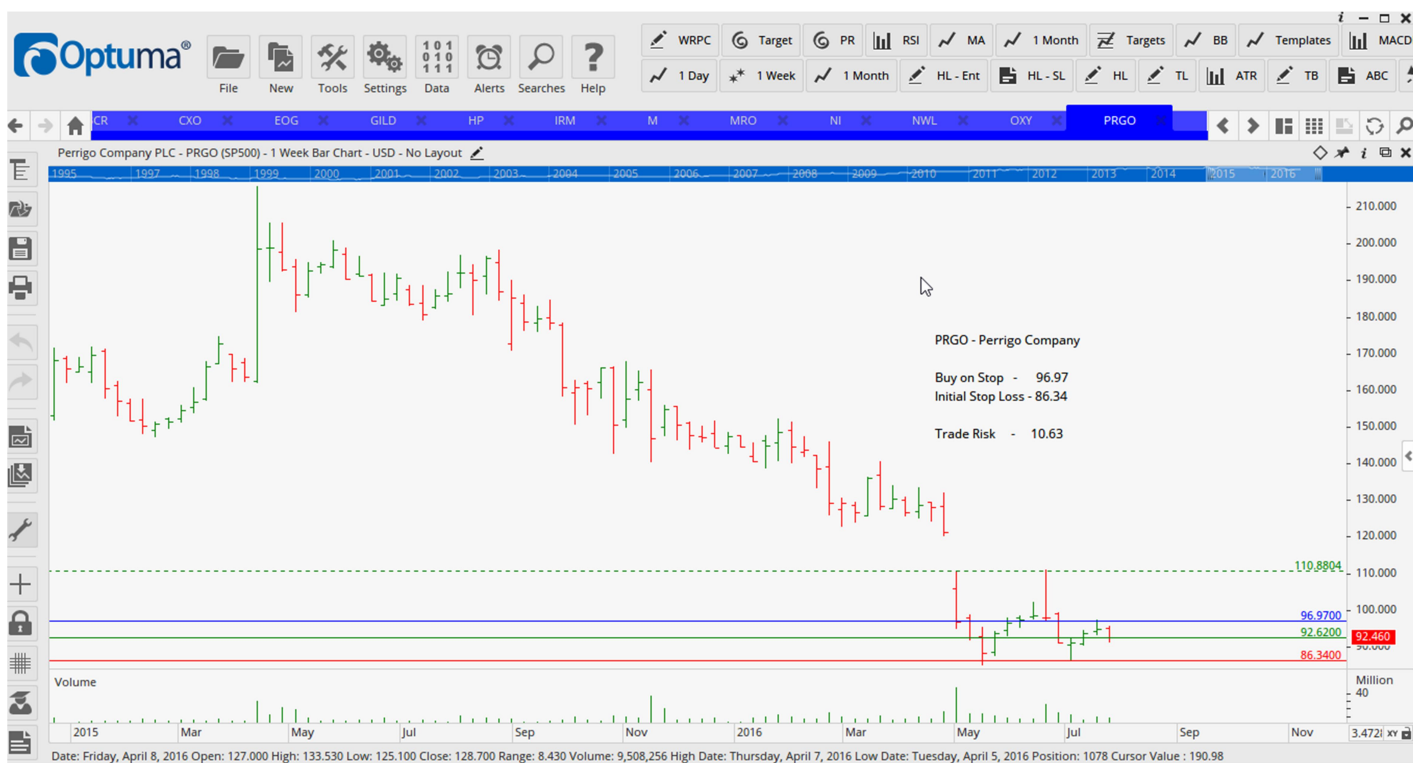 Optuma®
File New Tools Settings Data Alerts Searches Help
WRPC Target PR RSI MA 1 Month Targets BB Templates MACD
1 Day 1 Week 1 Month HL - Ent HL - SL HL TL ATR TB ABC
CR CXO EOG GILD HP IRM M MRO NI NWL OXY PRGO
Perrigo Company PLC - PRGO (SP500) - 1 Week Bar Chart - USD - No Layout
1995 1997 1998 1999 2000 2001 2002 2003 2004 2005 2006 2007 2008 2009 2010 2011 2012 2013 2014 2015 2016
210.000
200.000
190.000
180.000
PRGO - Perrigo Company
170.000
Buy on Stop - 96.97
Initial Stop Loss - 86.34
160.000
150.000
Trade Risk - 10.63
140.000
130.000
120.000
110.8804
110.000
100.000
96.9700
92.6200
92.460
90.000
86.3400
Volume
Million
40
2015 Mar May Jul Sep Nov 2016 Mar May Jul Sep Nov
XY
Date: Friday, April 8, 2016 Open: 127.000 High: 133.530 Low: 125.100 Close: 128.700 Range: 8.430 Volume: 9,508,256 High Date: Thursday, April 7, 2016 Low Date: Tuesday, April 5, 2016 Position: 1078 Cursor Value : 190.98